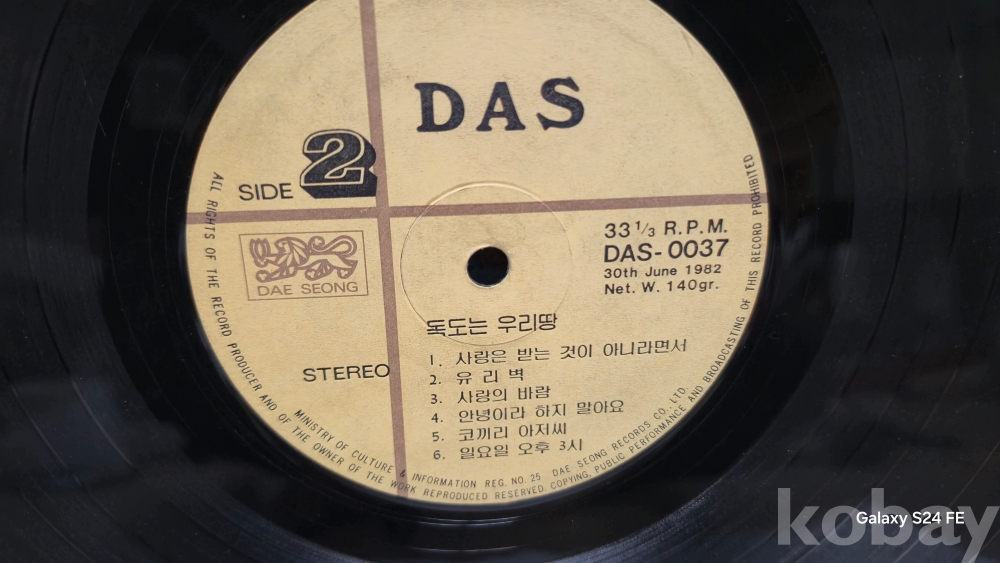 DAS
SIDE 2
33 1/3 R.P.M.
DAS-0037
30th June 1982
Net. W. 140gr.
DAE SEONG
STEREO
독도는 우리땅
1. 사랑은 받는 것이 아니라면서
2. 유 리 벽
3. 사랑의 바람
4. 안녕이라 하지 말아요
5. 코끼리 아저씨
6. 일요일 오후 3시
ALL RIGHTS OF THE RECORD PRODUCER AND OF THE OWNER OF THE WORK REPRODUCED RESERVED. COPYING, PUBLIC PERFORMANCE AND BROADCASTING OF THIS RECORD PROHIBITED
MINISTRY OF CULTURE & INFORMATION REG. NO. 25 DAE SEONG RECORDS CO. LTD.
kobay
Galaxy S24 FE